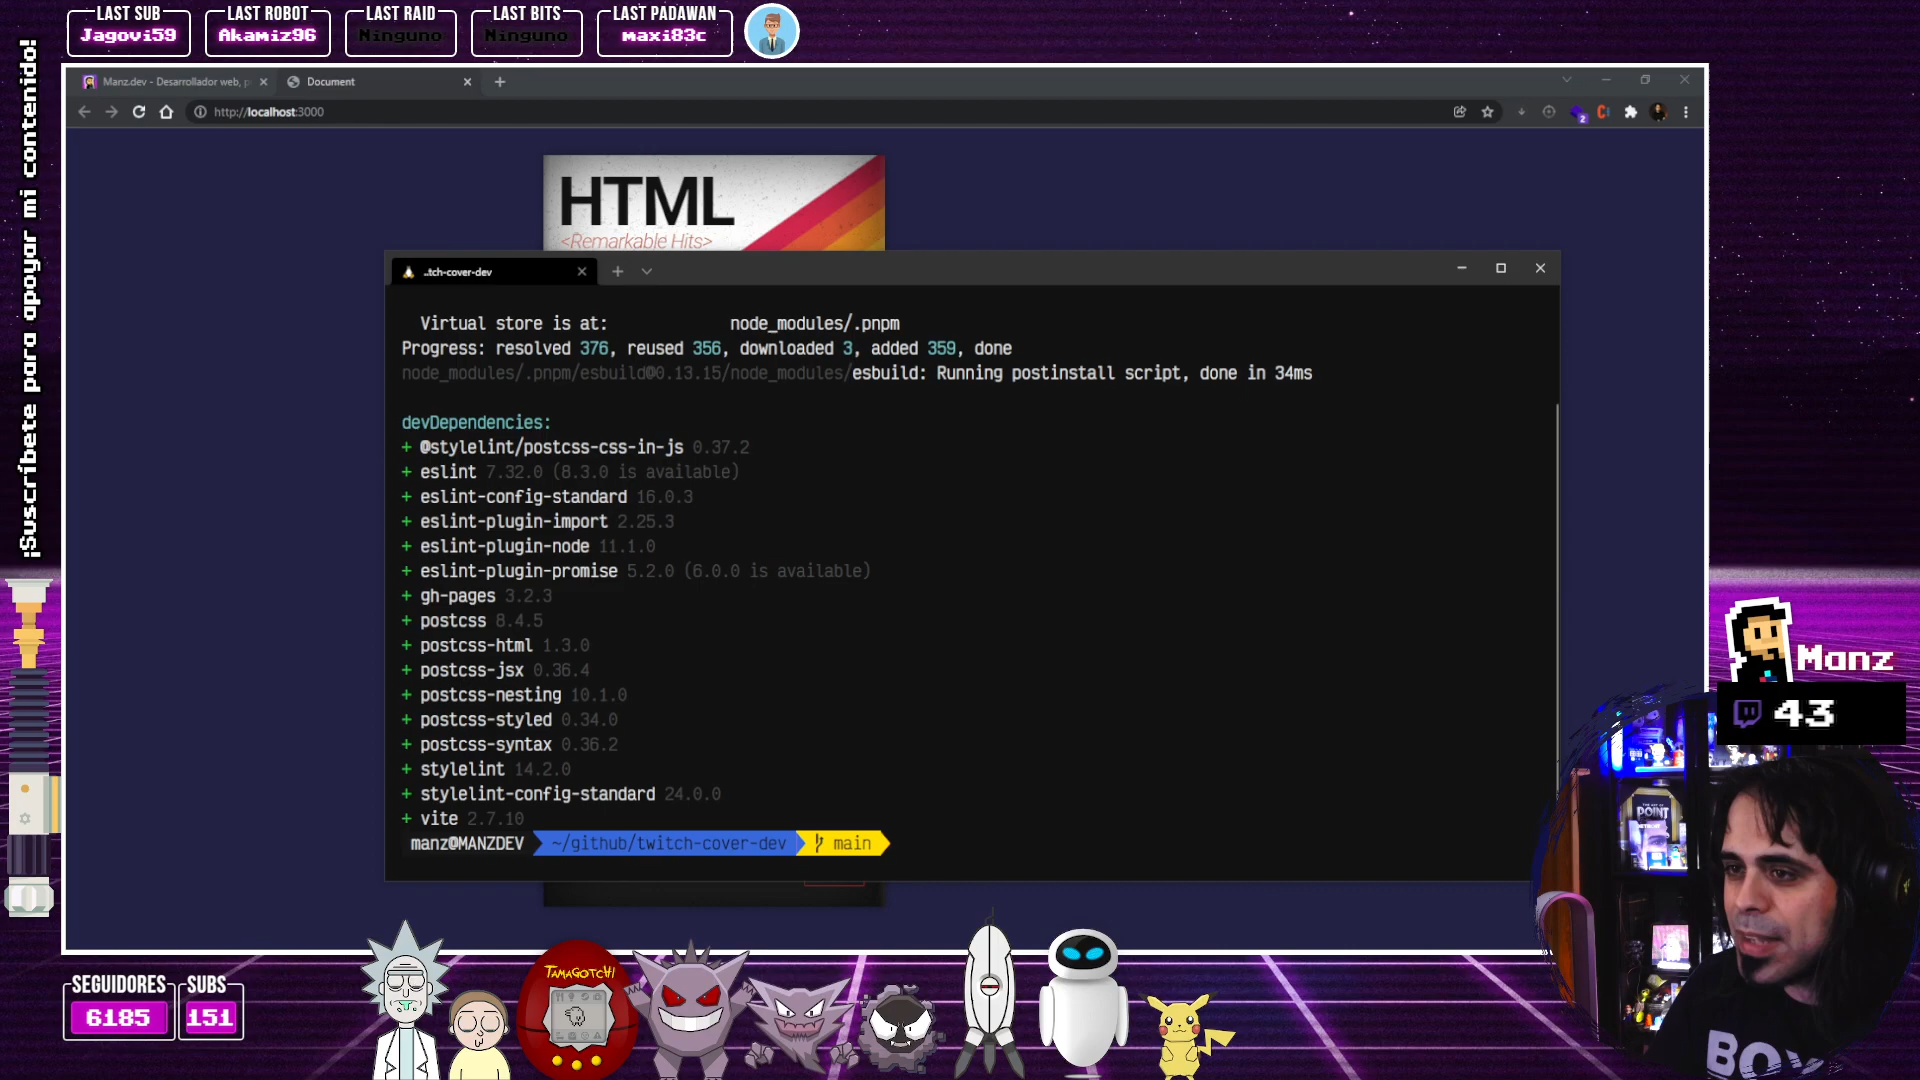 LAST SUB
Jagovi59
LAST ROBOT
Akamiz96
LAST RAID
Ninguno
LAST BITS
Ninguno
LAST PADAWAN
maxi83c
¡Suscríbete para apoyar mi contenido!
Manz.dev - Desarrollador web, p
Document
http://localhost:3000
2
HTML
<Remarkable Hits>
..tch-cover-dev
Virtual store is at: node_modules/.pnpm
Progress: resolved 376, reused 356, downloaded 3, added 359, done
node_modules/.pnpm/esbuild@0.13.15/node_modules/esbuild: Running postinstall script, done in 34ms
devDependencies:
+ @stylelint/postcss-css-in-js 0.37.2
+ eslint 7.32.0 (8.3.0 is available)
+ eslint-config-standard 16.0.3
+ eslint-plugin-import 2.25.3
+ eslint-plugin-node 11.1.0
+ eslint-plugin-promise 5.2.0 (6.0.0 is available)
+ gh-pages 3.2.3
+ postcss 8.4.5
+ postcss-html 1.3.0
+ postcss-jsx 0.36.4
+ postcss-nesting 10.1.0
+ postcss-styled 0.34.0
+ postcss-syntax 0.36.2
+ stylelint 14.2.0
+ stylelint-config-standard 24.0.0
+ vite 2.7.10
manz@MANZDEV ~/github/twitch-cover-dev main
Manz
43
POINT
SEGUIDORES
6185
SUBS
151
TAMAGOTCHI